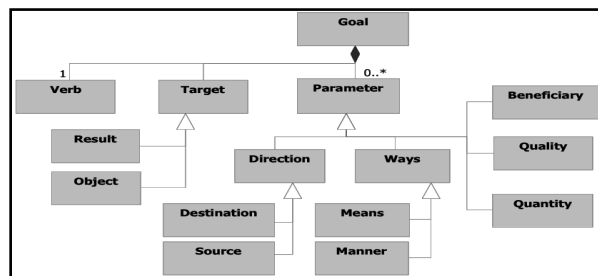 Goal
1
0..*
Verb
Target
Parameter
Beneficiary
Result
Direction
Ways
Quality
Object
Destination
Means
Quantity
Source
Manner